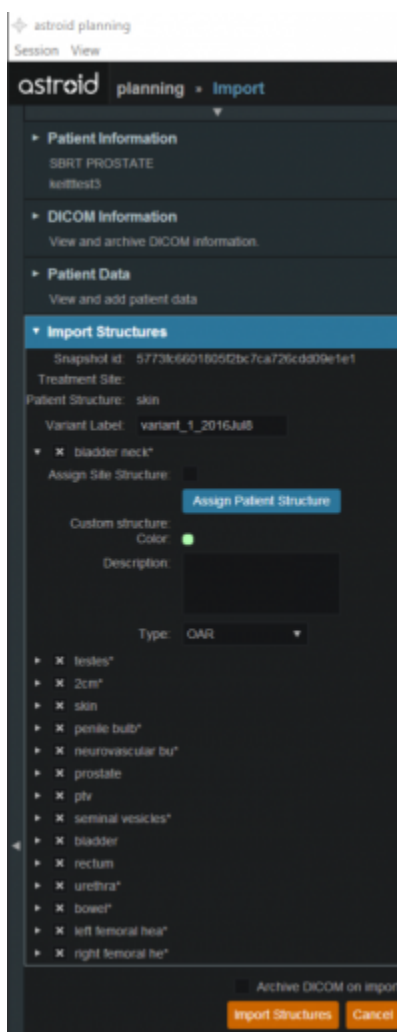 astroid planning
Session View
astroid planning • Import
Patient Information
SBRT PROSTATE
keitttest3
DICOM Information
View and archive DICOM information.
Patient Data
View and add patient data
Import Structures
Snapshot id: 5773fc6601805f2bc7ca726cdd09e1e1
Treatment Site:
Patient Structure: skin
Variant Label: variant_1_2016Jul8
bladder neck*
Assign Site Structure:
Assign Patient Structure
Custom structure:
Color:
Description:
Type: OAR
testes*
2cm*
skin
penile bulb*
neurovascular bu*
prostate
ptv
seminal vesicles*
bladder
rectum
urethra*
bowel*
left femoral hea*
right femoral he*
Archive DICOM on impor
Import Structures Cancel